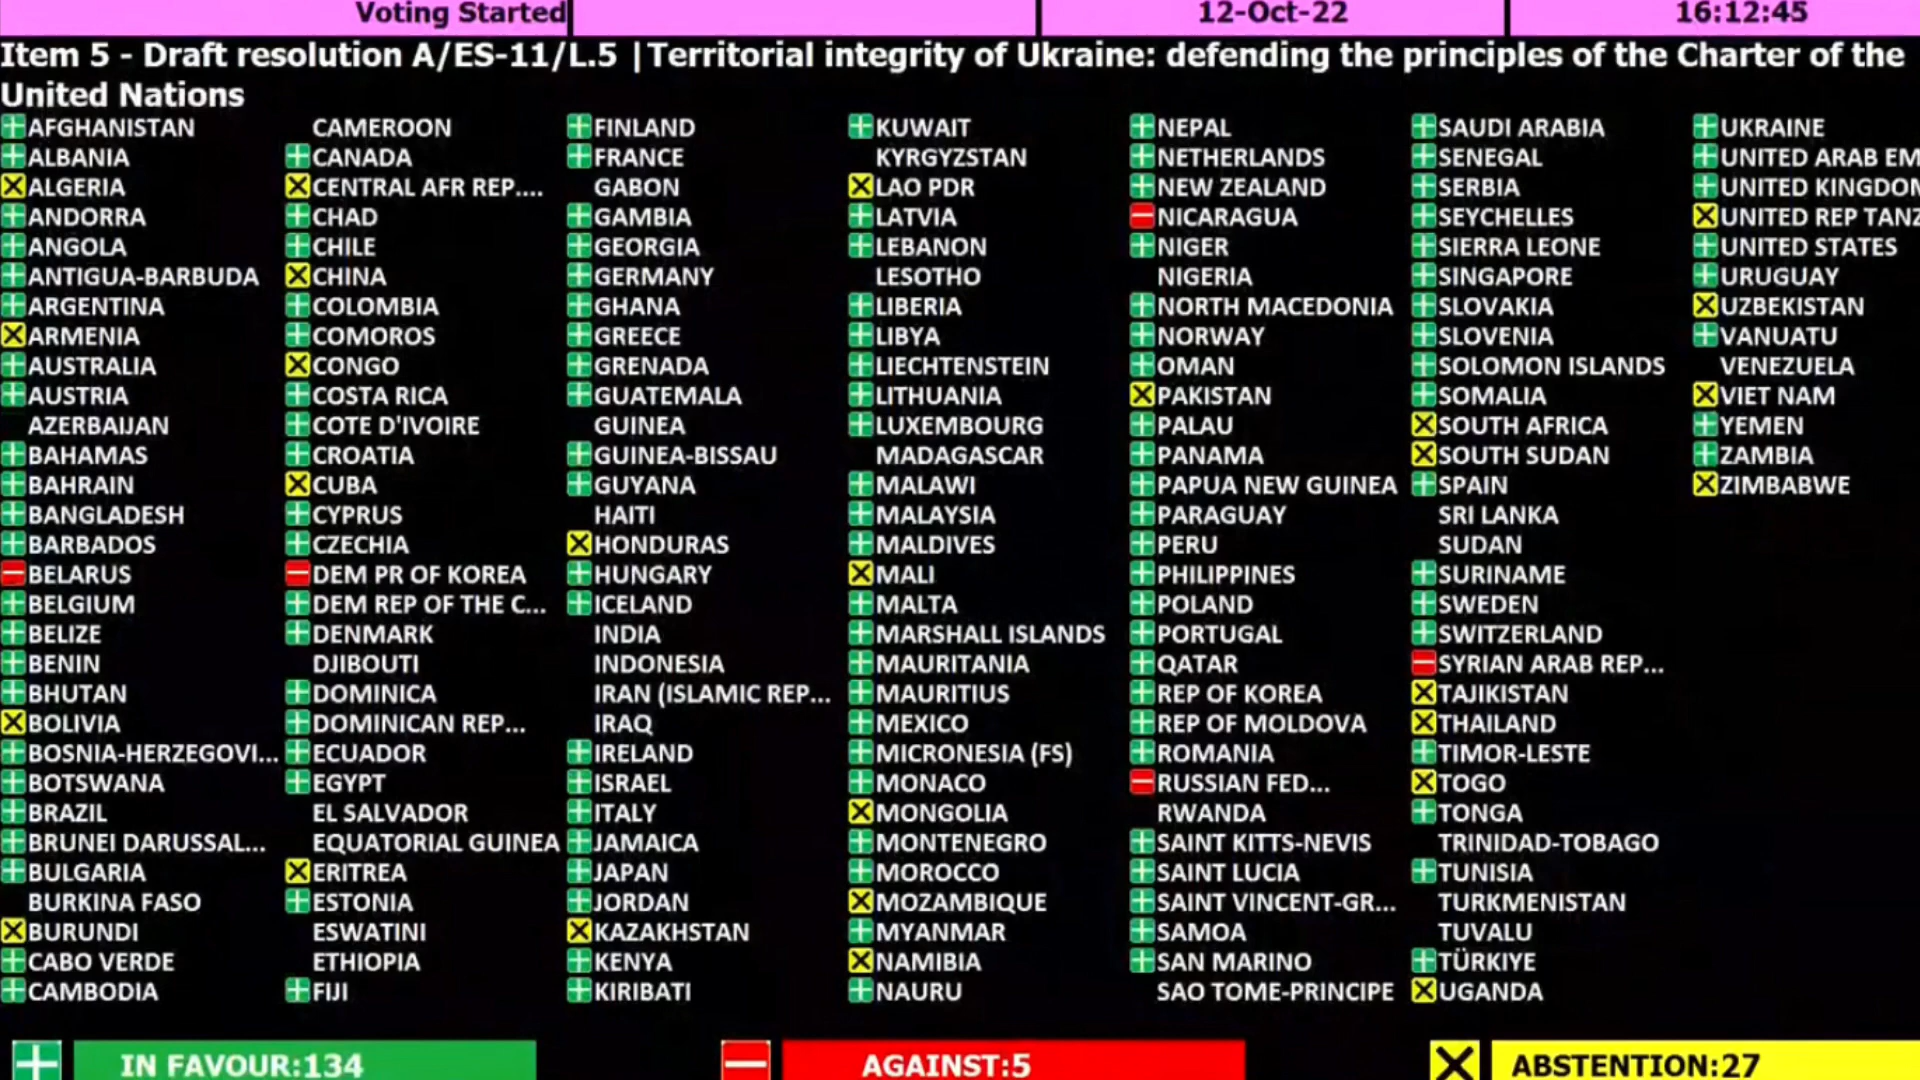 Voting Started 12-Oct-22 16:12:45
Item 5 - Draft resolution A/ES-11/L.5 |Territorial integrity of Ukraine: defending the principles of the Charter of the
United Nations
AFGHANISTAN
ALBANIA
ALGERIA
ANDORRA
ANGOLA
ANTIGUA-BARBUDA
ARGENTINA
ARMENIA
AUSTRALIA
AUSTRIA
AZERBAIJAN
BAHAMAS
BAHRAIN
BANGLADESH
BARBADOS
BELARUS
BELGIUM
BELIZE
BENIN
BHUTAN
BOLIVIA
BOSNIA-HERZEGOVI...
BOTSWANA
BRAZIL
BRUNEI DARUSSAL...
BULGARIA
BURKINA FASO
BURUNDI
CABO VERDE
CAMBODIA
CAMEROON
CANADA
CENTRAL AFR REP....
CHAD
CHILE
CHINA
COLOMBIA
COMOROS
CONGO
COSTA RICA
COTE D'IVOIRE
CROATIA
CUBA
CYPRUS
CZECHIA
DEM PR OF KOREA
DEM REP OF THE C...
DENMARK
DJIBOUTI
DOMINICA
DOMINICAN REP...
ECUADOR
EGYPT
EL SALVADOR
EQUATORIAL GUINEA
ERITREA
ESTONIA
ESWATINI
ETHIOPIA
FIJI
FINLAND
FRANCE
GABON
GAMBIA
GEORGIA
GERMANY
GHANA
GREECE
GRENADA
GUATEMALA
GUINEA
GUINEA-BISSAU
GUYANA
HAITI
HONDURAS
HUNGARY
ICELAND
INDIA
INDONESIA
IRAN (ISLAMIC REP...
IRAQ
IRELAND
ISRAEL
ITALY
JAMAICA
JAPAN
JORDAN
KAZAKHSTAN
KENYA
KIRIBATI
KUWAIT
KYRGYZSTAN
LAO PDR
LATVIA
LEBANON
LESOTHO
LIBERIA
LIBYA
LIECHTENSTEIN
LITHUANIA
LUXEMBOURG
MADAGASCAR
MALAWI
MALAYSIA
MALDIVES
MALI
MALTA
MARSHALL ISLANDS
MAURITANIA
MAURITIUS
MEXICO
MICRONESIA (FS)
MONACO
MONGOLIA
MONTENEGRO
MOROCCO
MOZAMBIQUE
MYANMAR
NAMIBIA
NAURU
NEPAL
NETHERLANDS
NEW ZEALAND
NICARAGUA
NIGER
NIGERIA
NORTH MACEDONIA
NORWAY
OMAN
PAKISTAN
PALAU
PANAMA
PAPUA NEW GUINEA
PARAGUAY
PERU
PHILIPPINES
POLAND
PORTUGAL
QATAR
REP OF KOREA
REP OF MOLDOVA
ROMANIA
RUSSIAN FED...
RWANDA
SAINT KITTS-NEVIS
SAINT LUCIA
SAINT VINCENT-GR...
SAMOA
SAN MARINO
SAO TOME-PRINCIPE
SAUDI ARABIA
SENEGAL
SERBIA
SEYCHELLES
SIERRA LEONE
SINGAPORE
SLOVAKIA
SLOVENIA
SOLOMON ISLANDS
SOMALIA
SOUTH AFRICA
SOUTH SUDAN
SPAIN
SRI LANKA
SUDAN
SURINAME
SWEDEN
SWITZERLAND
SYRIAN ARAB REP...
TAJIKISTAN
THAILAND
TIMOR-LESTE
TOGO
TONGA
TRINIDAD-TOBAGO
TUNISIA
TURKMENISTAN
TUVALU
TÜRKIYE
UGANDA
UKRAINE
UNITED ARAB EM
UNITED KINGDOM
UNITED REP TANZ
UNITED STATES
URUGUAY
UZBEKISTAN
VANUATU
VENEZUELA
VIET NAM
YEMEN
ZAMBIA
ZIMBABWE
IN FAVOUR:134 AGAINST:5 ABSTENTION:27